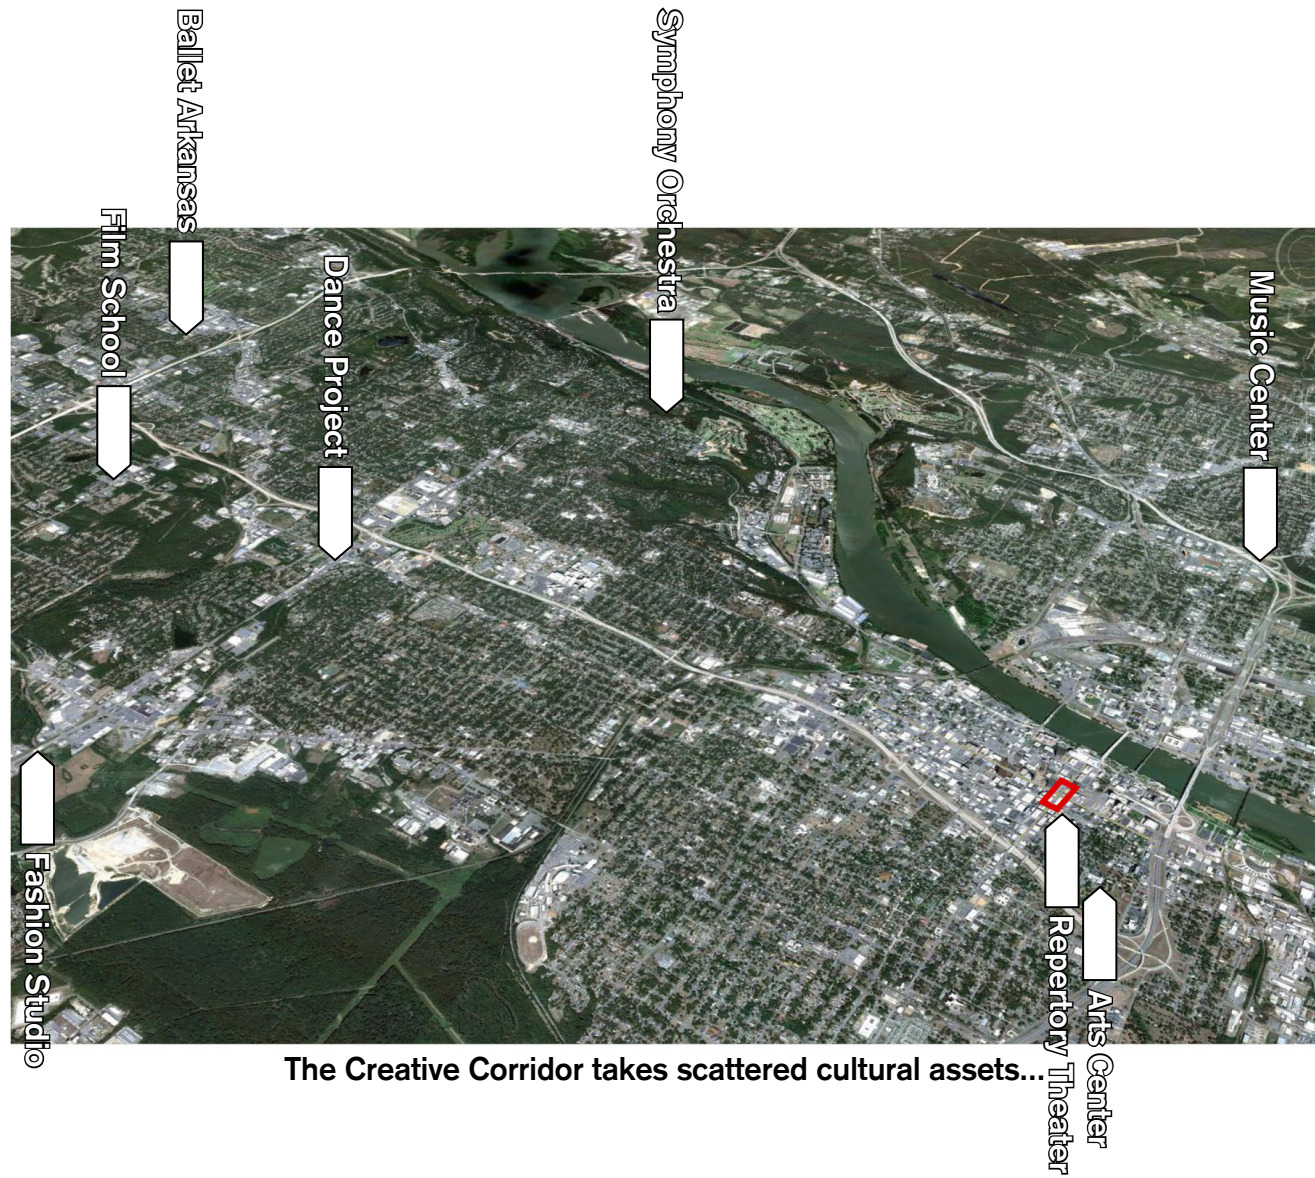 Ballet Arkansas
Symphony Orchestra
Film School
Dance Project
Music Center
Fashion Studio
Repertory Theater
Arts Center
The Creative Corridor takes scattered cultural assets...